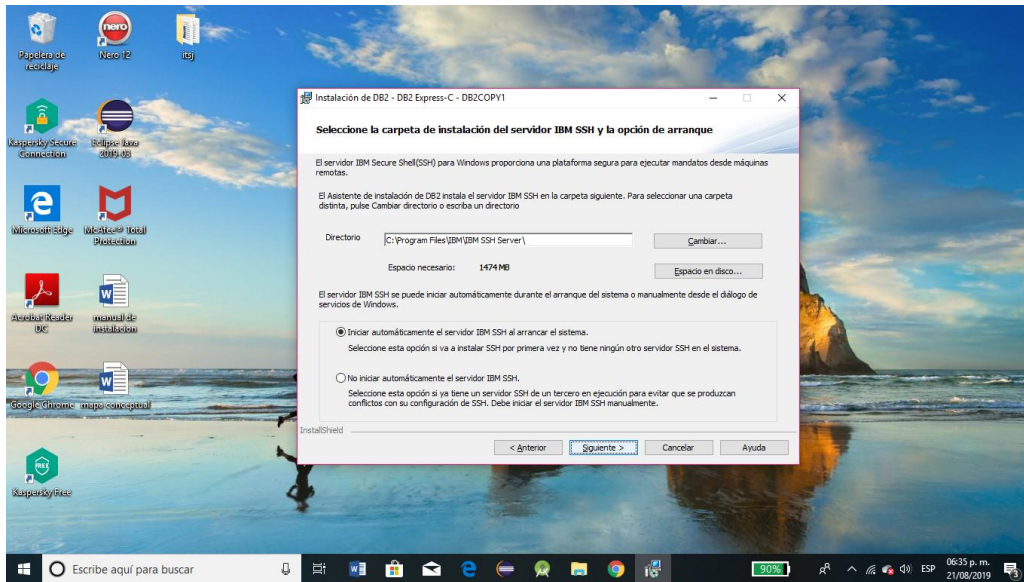 Papelera de
reciclaje
nero
Nero 12
itsj
Kaspersky Secure
Connection
Eclipse Java
2019-03
Microsoft Edge
McAfee® Total
Protection
Acrobat Reader
DC
manual de
instalacion
Google Chrome
mapa conceptual
FREE
Kaspersky Free
Instalación de DB2 - DB2 Express-C - DB2COPY1
Seleccione la carpeta de instalación del servidor IBM SSH y la opción de arranque
El servidor IBM Secure Shell(SSH) para Windows proporciona una plataforma segura para ejecutar mandatos desde máquinas
remotas.
El Asistente de instalación de DB2 instala el servidor IBM SSH en la carpeta siguiente. Para seleccionar una carpeta
distinta, pulse Cambiar directorio o escriba un directorio
Directorio
C:\Program Files\IBM\IBM SSH Server\
Cambiar...
Espacio necesario: 1474 MB
Espacio en disco...
El servidor IBM SSH se puede iniciar automáticamente durante el arranque del sistema o manualmente desde el diálogo de
servicios de Windows.
Iniciar automáticamente el servidor IBM SSH al arrancar el sistema.
Seleccione esta opción si va a instalar SSH por primera vez y no tiene ningún otro servidor SSH en el sistema.
No iniciar automáticamente el servidor IBM SSH.
Seleccione esta opción si ya tiene un servidor SSH de un tercero en ejecución para evitar que se produzcan
conflictos con su configuración de SSH. Debe iniciar el servidor IBM SSH manualmente.
InstallShield
< Anterior
Siguiente >
Cancelar
Ayuda
Escribe aquí para buscar
90%
ESP
06:35 p. m.
21/08/2019
3